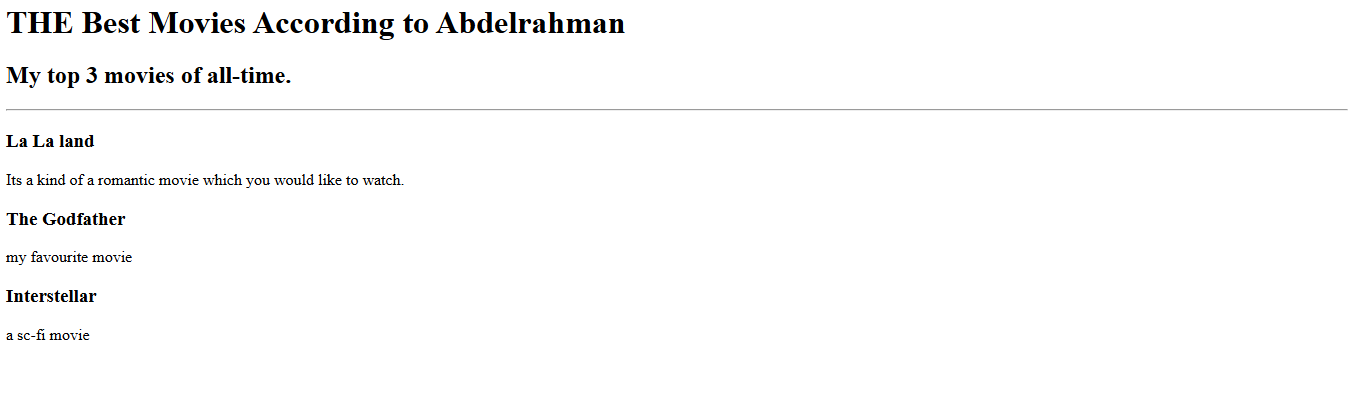 THE Best Movies According to Abdelrahman
My top 3 movies of all-time.
La La land
Its a kind of a romantic movie which you would like to watch.
The Godfather
my favourite movie
Interstellar
a sc-fi movie